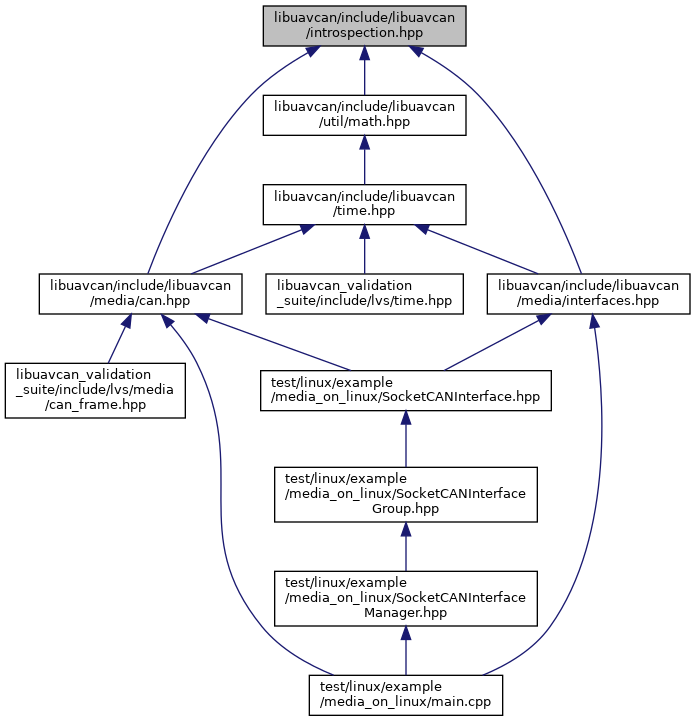 libuavcan/include/libuavcan
/introspection.hpp
libuavcan/include/libuavcan
/util/math.hpp
libuavcan/include/libuavcan
/time.hpp
libuavcan/include/libuavcan
/media/can.hpp
libuavcan_validation
_suite/include/lvs/time.hpp
libuavcan/include/libuavcan
/media/interfaces.hpp
libuavcan_validation
_suite/include/lvs/media
/can_frame.hpp
test/linux/example
/media_on_linux/SocketCANInterface.hpp
test/linux/example
/media_on_linux/SocketCANInterface
Group.hpp
test/linux/example
/media_on_linux/SocketCANInterface
Manager.hpp
test/linux/example
/media_on_linux/main.cpp